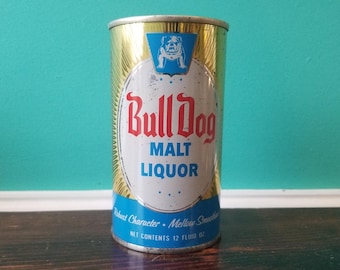 Bull Dog
MALT
LIQUOR
Robust Character • Mellow Smoothness
NET CONTENTS 12 FLUID OZ